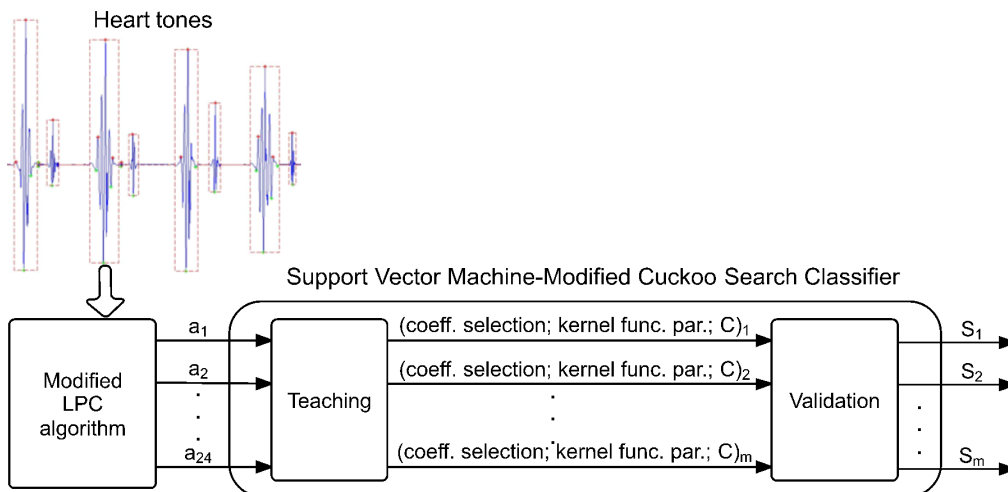 Heart tones
Support Vector Machine-Modified Cuckoo Search Classifier
Modified
LPC
algorithm
a1
a2
a24
Teaching
(coeff. selection; kernel func. par.; C)1
(coeff. selection; kernel func. par.; C)2
(coeff. selection; kernel func. par.; C)m
Validation
S1
S2
Sm